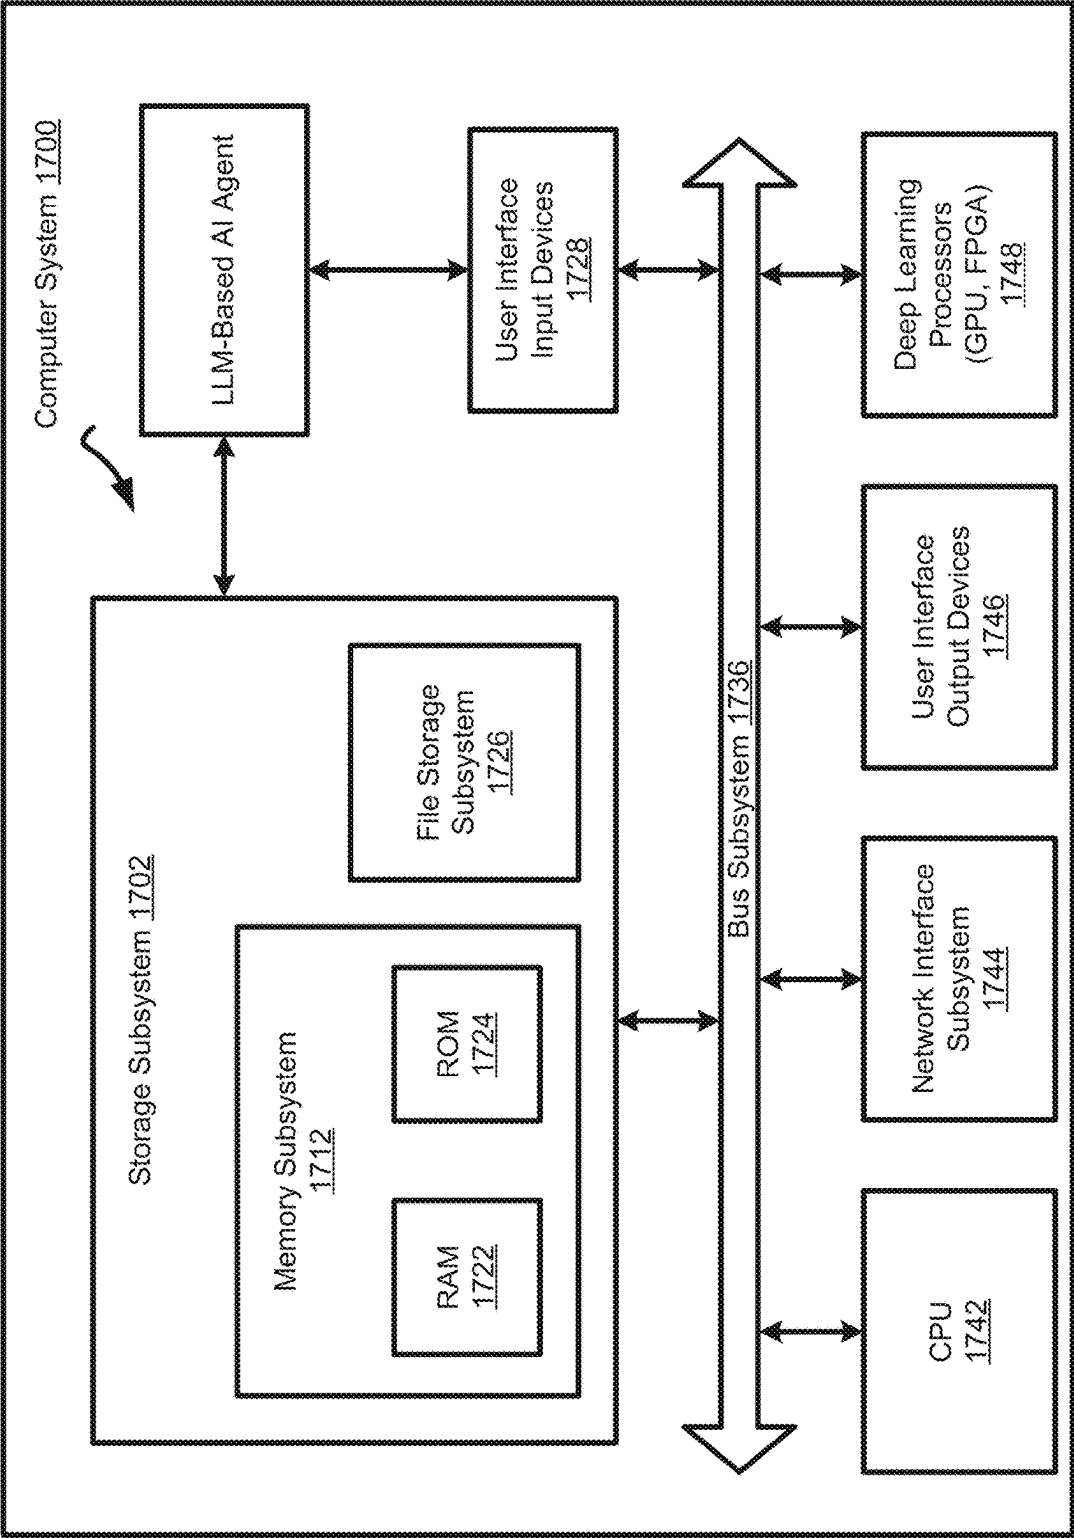 Computer System 1700
Storage Subsystem 1702
LLM-Based AI Agent
Memory Subsystem
1712
RAM
1722
ROM
1724
File Storage
Subsystem
1726
User Interface
Input Devices
1728
Bus Subsystem 1736
CPU
1742
Network Interface
Subsystem
1744
User Interface
Output Devices
1746
Deep Learning
Processors
(GPU, FPGA)
1748